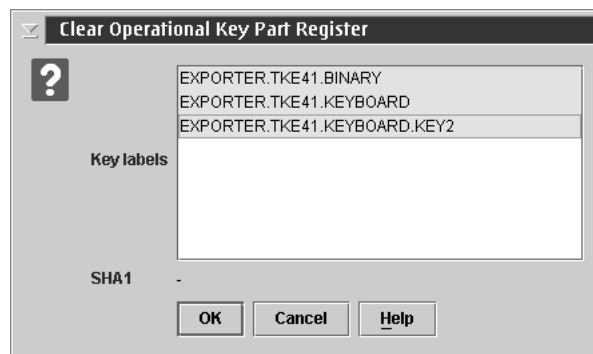 Clear Operational Key Part Register
?
EXPORTER.TKE41.BINARY
EXPORTER.TKE41.KEYBOARD
EXPORTER.TKE41.KEYBOARD.KEY2
Key labels
SHA1 -
OK Cancel Help